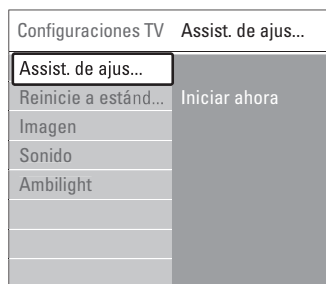 Configuraciones TV Assist. de ajus...
Assist. de ajus...
Reinicie a estánd... Iniciar ahora
Imagen
Sonido
Ambilight